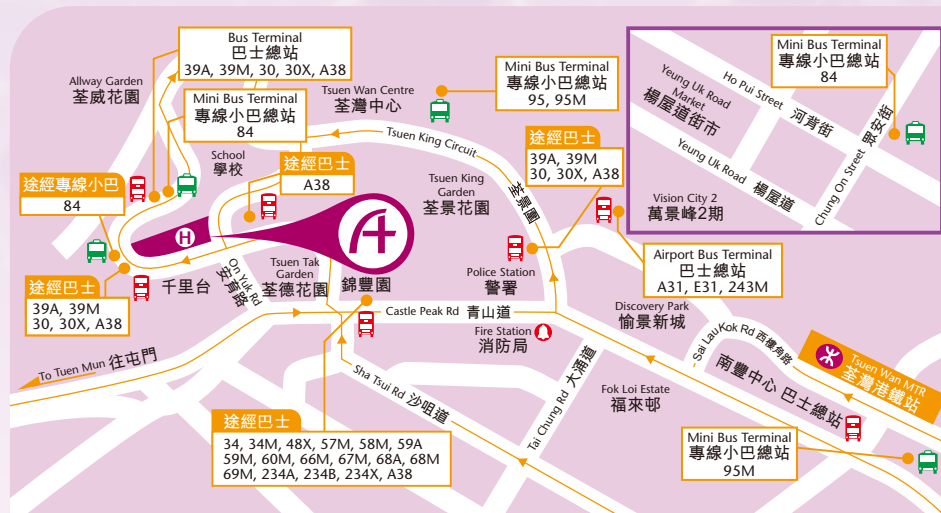 Bus Terminal
巴士總站
39A, 39M, 30, 30X, A38
Allway Garden
荃威花園
Mini Bus Terminal
專線小巴總站
84
School
學校
途經巴士
A38
Tsuen Wan Centre
荃灣中心
Mini Bus Terminal
專線小巴總站
95, 95M
Tsuen King Circuit
荃景圍
Tsuen King
Garden
荃景花園
途經巴士
39A, 39M
30, 30X, A38
Mini Bus Terminal
專線小巴總站
84
Yeung Uk Road
Market
楊屋道街市
Ho Pui Street 河背街
Yeung Uk Road 楊屋道
Chung On Street 眾安街
Vision City 2
萬景峰2期
途經專線小巴
84
H
途經巴士
39A, 39M
30, 30X, A38
千里台
On Yuk Rd
安育路
Tsuen Tak
Garden
荃德花園
錦豐園
Police Station
警署
Airport Bus Terminal
巴士總站
A31, E31, 243M
Discovery Park
愉景新城
Castle Peak Rd 青山道
Fire Station
消防局
Sai Lau Kok Rd 西樓角路
Tsuen Wan MTR
荃灣港鐵站
南豐中心 巴士總站
To Tuen Mun 往屯門
Sha Tsui Rd 沙咀道
Tai Chung Rd 大涌道
Fok Loi Estate
福來邨
途經巴士
34, 34M, 48X, 57M, 58M, 59A
59M, 60M, 66M, 67M, 68A, 68M
69M, 234A, 234B, 234X, A38
Mini Bus Terminal
專線小巴總站
95M